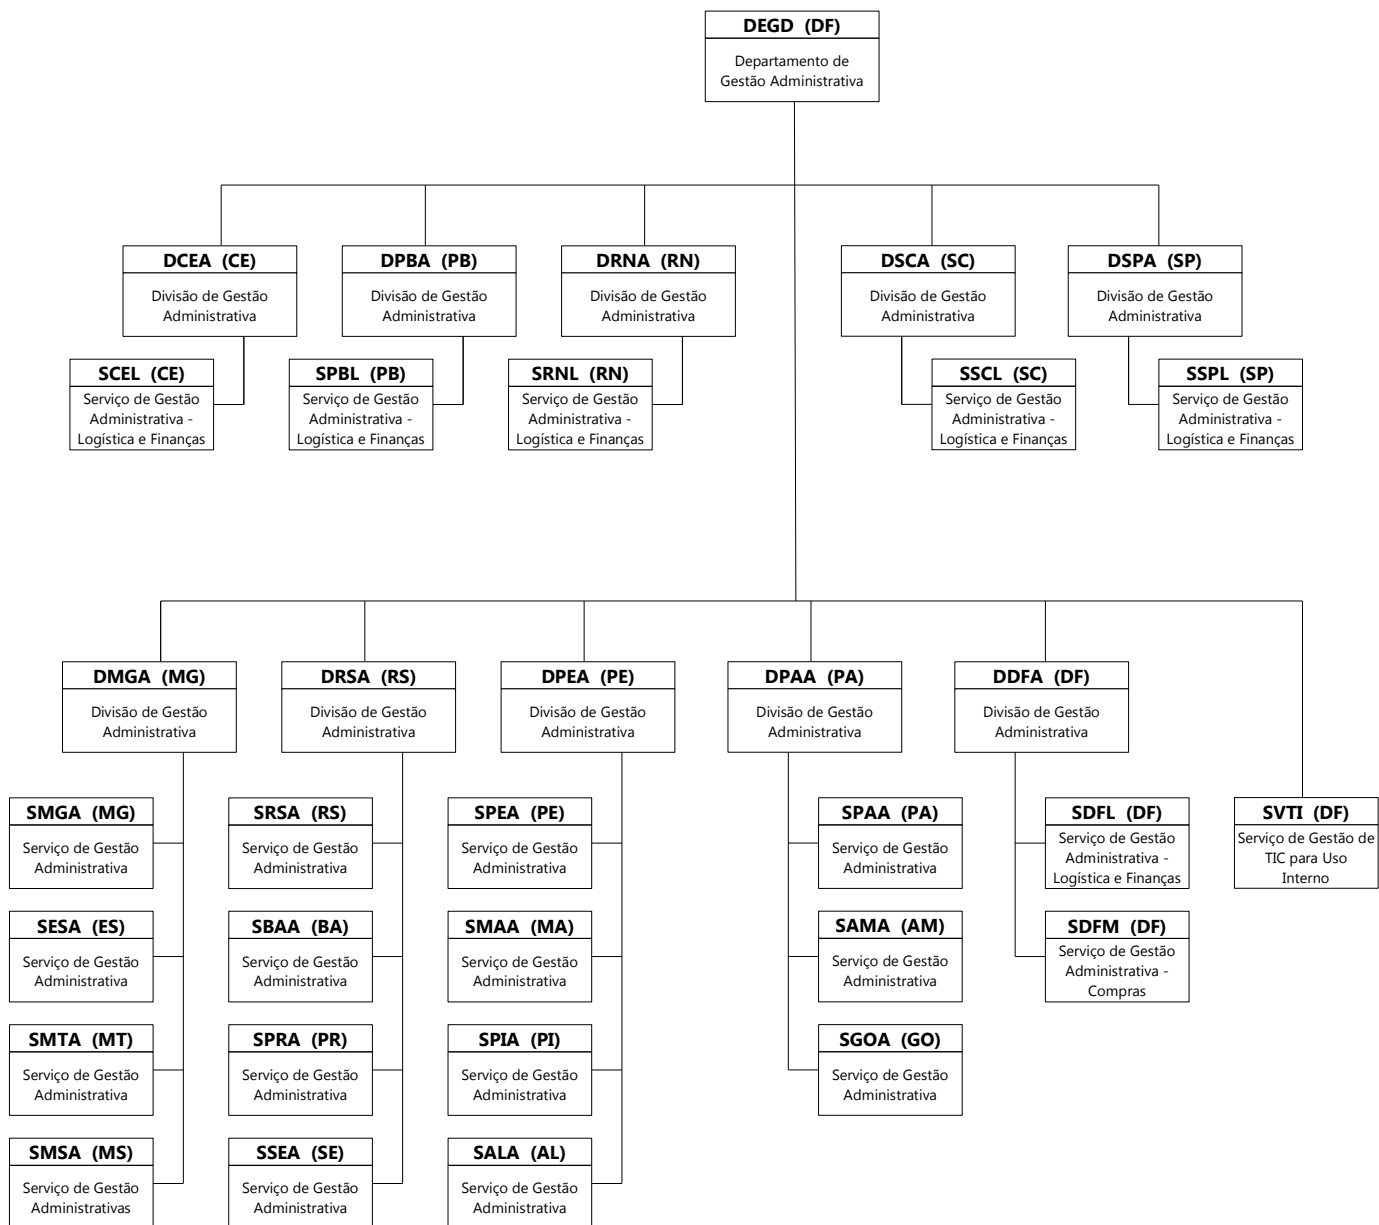 DEGD (DF)
Departamento de
Gestão Administrativa
DCEA (CE)
Divisão de Gestão
Administrativa
DPBA (PB)
Divisão de Gestão
Administrativa
DRNA (RN)
Divisão de Gestão
Administrativa
DSCA (SC)
Divisão de Gestão
Administrativa
DSPA (SP)
Divisão de Gestão
Administrativa
SCEL (CE)
Serviço de Gestão
Administrativa -
Logística e Finanças
SPBL (PB)
Serviço de Gestão
Administrativa -
Logística e Finanças
SRNL (RN)
Serviço de Gestão
Administrativa -
Logística e Finanças
SSCL (SC)
Serviço de Gestão
Administrativa -
Logística e Finanças
SSPL (SP)
Serviço de Gestão
Administrativa -
Logística e Finanças
DMGA (MG)
Divisão de Gestão
Administrativa
DRSA (RS)
Divisão de Gestão
Administrativa
DPEA (PE)
Divisão de Gestão
Administrativa
DPAA (PA)
Divisão de Gestão
Administrativa
DDFA (DF)
Divisão de Gestão
Administrativa
SMGA (MG)
Serviço de Gestão
Administrativa
SRSA (RS)
Serviço de Gestão
Administrativa
SPEA (PE)
Serviço de Gestão
Administrativa
SPAA (PA)
Serviço de Gestão
Administrativa
SDFL (DF)
Serviço de Gestão
Administrativa -
Logística e Finanças
SVTI (DF)
Serviço de Gestão de
TIC para Uso
Interno
SESA (ES)
Serviço de Gestão
Administrativa
SBAA (BA)
Serviço de Gestão
Administrativa
SMAA (MA)
Serviço de Gestão
Administrativa
SAMA (AM)
Serviço de Gestão
Administrativa
SDFM (DF)
Serviço de Gestão
Administrativa -
Compras
SMTA (MT)
Serviço de Gestão
Administrativa
SPRA (PR)
Serviço de Gestão
Administrativa
SPIA (PI)
Serviço de Gestão
Administrativa
SGOA (GO)
Serviço de Gestão
Administrativa
SMSA (MS)
Serviço de Gestão
Administrativas
SSEA (SE)
Serviço de Gestão
Administrativa
SALA (AL)
Serviço de Gestão
Administrativa